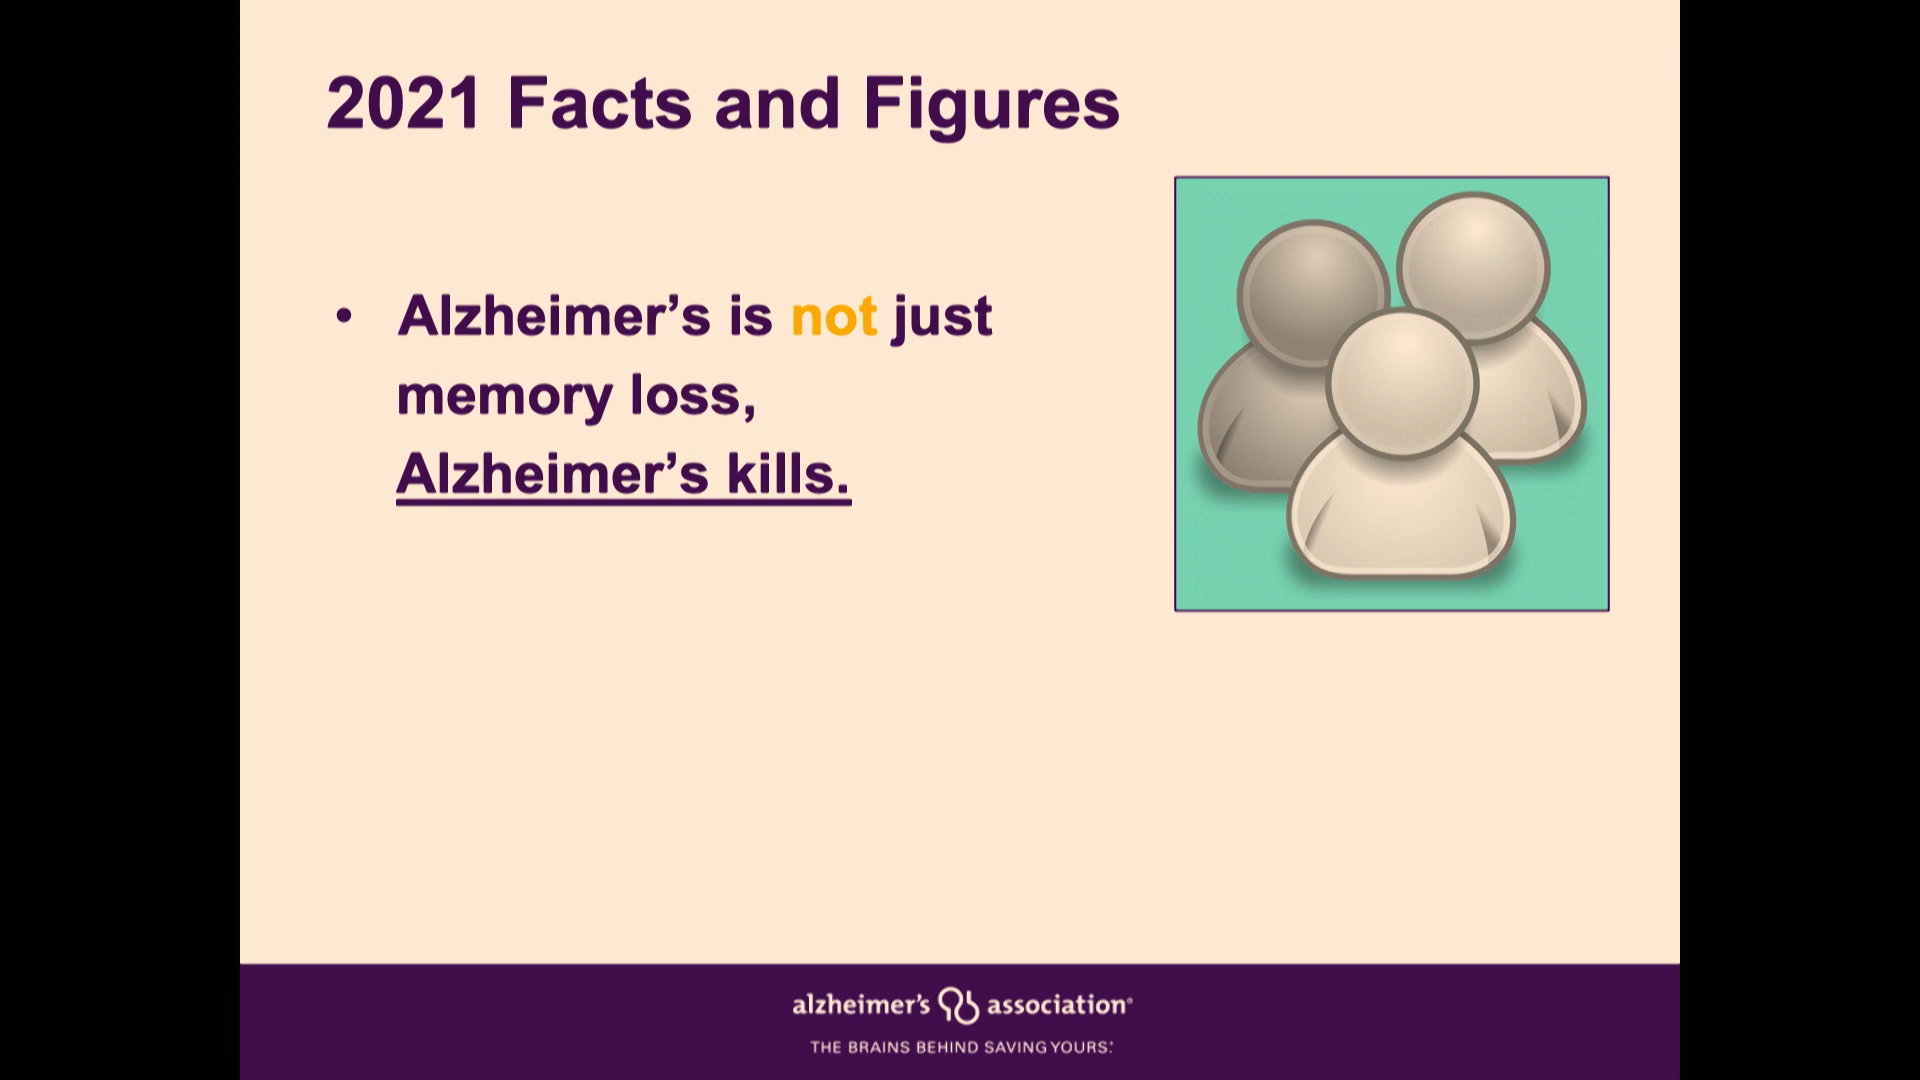 2021 Facts and Figures
• Alzheimer’s is not just
memory loss,
Alzheimer’s kills.
alzheimer’s association®
THE BRAINS BEHIND SAVING YOURS.™